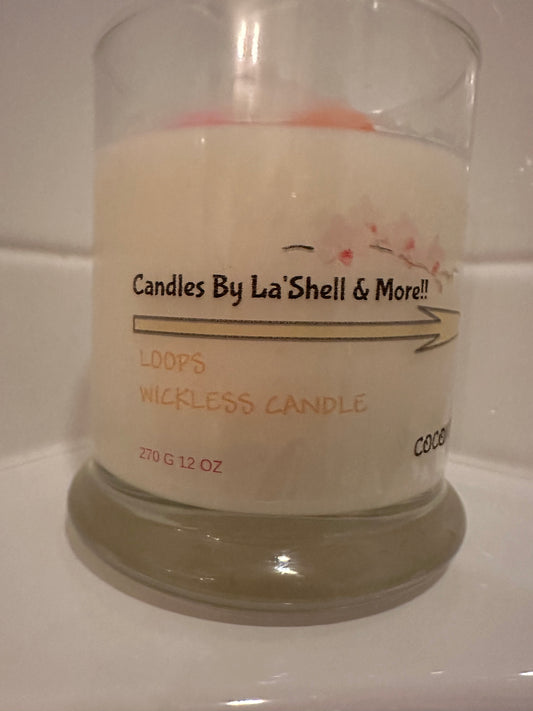 Candles By La'Shell & More!!
LOOPS
WICKLESS CANDLE
270 G 12 OZ